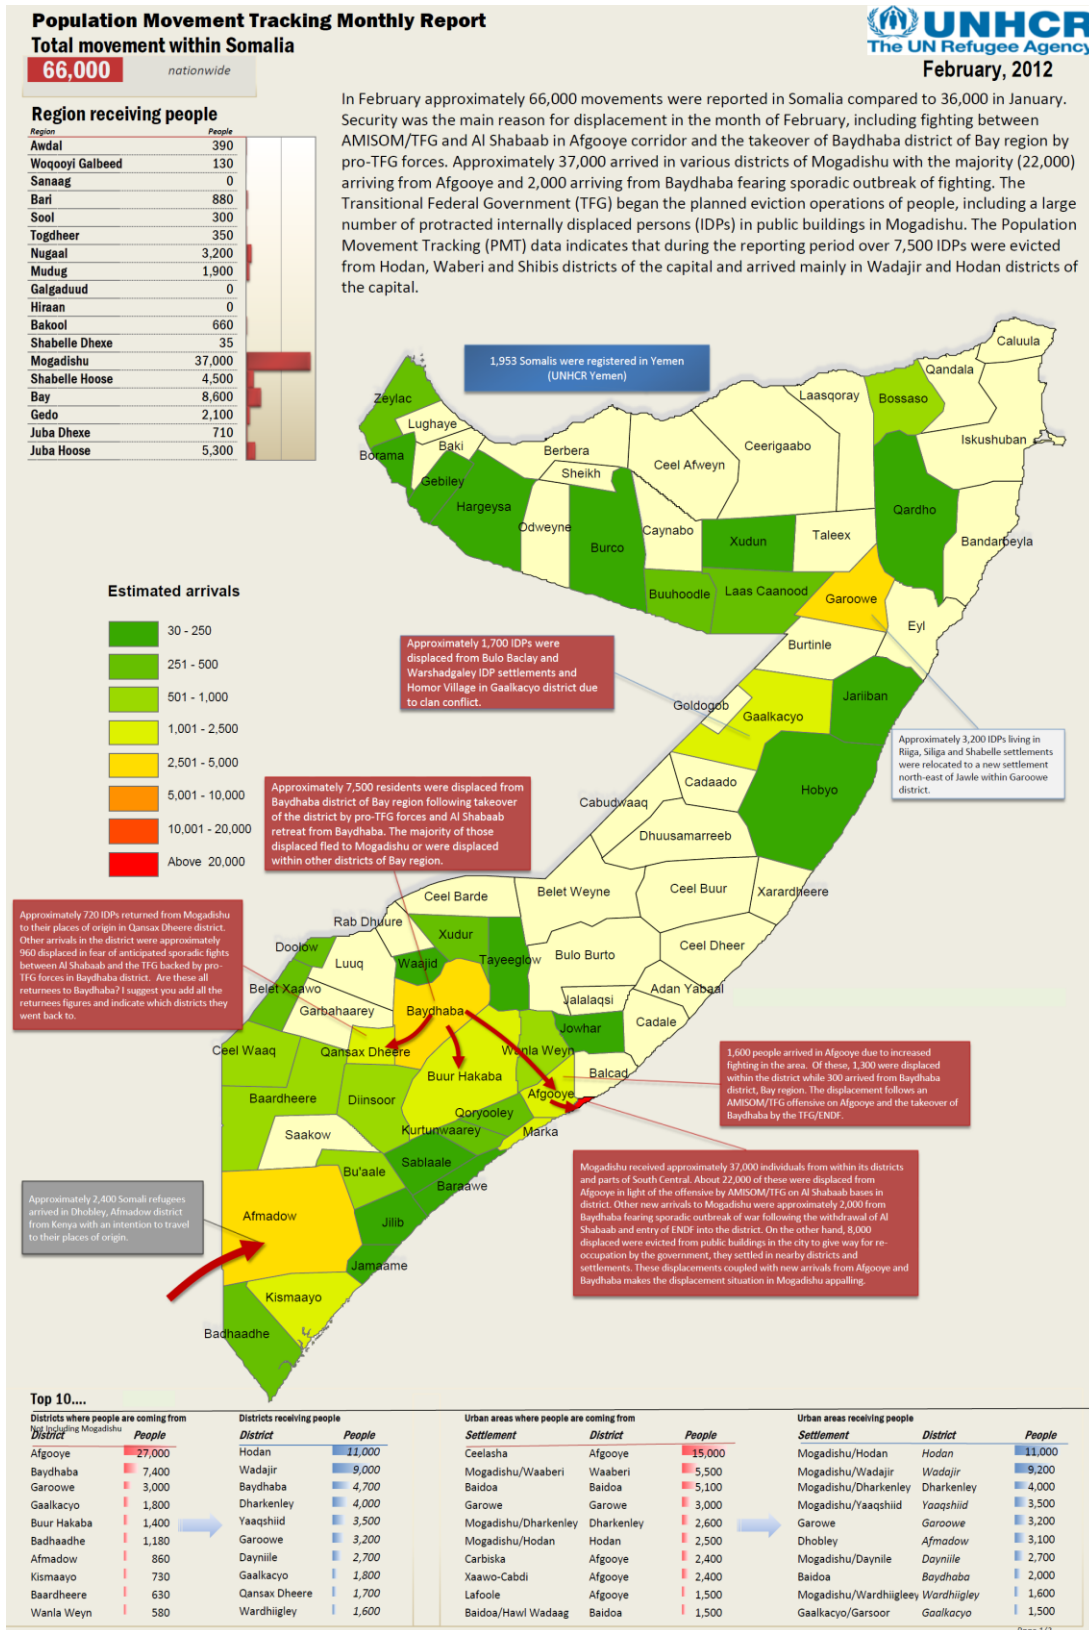 Population Movement Tracking Monthly Report
Total movement within Somalia
66,000 nationwide
UNHCR
The UN Refugee Agency
February, 2012
Region receiving people
Region People
Awdal 390
Woqooyi Galbeed 130
Sanaag 0
Bari 880
Sool 300
Togdheer 350
Nugaal 3,200
Mudug 1,900
Galgaduud 0
Hiraan 0
Bakool 660
Shabelle Dhexe 35
Mogadishu 37,000
Shabelle Hoose 4,500
Bay 8,600
Gedo 2,100
Juba Dhexe 710
Juba Hoose 5,300
In February approximately 66,000 movements were reported in Somalia compared to 36,000 in January.
Security was the main reason for displacement in the month of February, including fighting between
AMISOM/TFG and Al Shabaab in Afgooye corridor and the takeover of Baydhaba district of Bay region by
pro-TFG forces. Approximately 37,000 arrived in various districts of Mogadishu with the majority (22,000)
arriving from Afgooye and 2,000 arriving from Baydhaba fearing sporadic outbreak of fighting. The
Transitional Federal Government (TFG) began the planned eviction operations of people, including a large
number of protracted internally displaced persons (IDPs) in public buildings in Mogadishu. The Population
Movement Tracking (PMT) data indicates that during the reporting period over 7,500 IDPs were evicted
from Hodan, Waberi and Shibis districts of the capital and arrived mainly in Wadajir and Hodan districts of
the capital.
1,953 Somalis were registered in Yemen
(UNHCR Yemen)
Caluula
Qandala
Laasqoray
Bossaso
Zeylac
Lughaye
Iskushuban
Baki
Borama
Berbera
Ceerigaabo
Ceel Afweyn
Sheikh
Gebiley
Hargeysa
Qardho
Odweyne
Caynabo
Taleex
Xudun
Bandarbeyla
Burco
Buuhoodle
Laas Caanood
Garoowe
Eyl
Burtinle
Jariiban
Goldogob
Gaalkacyo
Cadaado
Hobyo
Cabudwaaq
Dhuusamarreeb
Ceel Buur
Xarardheere
Belet Weyne
Ceel Barde
Rab Dhuure
Xudur
Ceel Dheer
Doolow
Luuq
Waajid
Tayeeglow
Bulo Burto
Belet Xaawo
Adan Yabaal
Garbahaarey
Baydhaba
Jalalaqsi
Jowhar
Cadale
Ceel Waaq
Qansax Dheere
Wanla Weyn
Buur Hakaba
Balcad
Baardheere
Diinsoor
Afgooye
Qoryooley
Saakow
Kurtunwaarey
Marka
Sablaale
Bu'aale
Baraawe
Afmadow
Jilib
Jamaame
Kismaayo
Badhaadhe
Estimated arrivals
30 - 250
251 - 500
501 - 1,000
1,001 - 2,500
2,501 - 5,000
5,001 - 10,000
10,001 - 20,000
Above 20,000
Approximately 1,700 IDPs were
displaced from Bulo Baclay and
Warshadgaley IDP settlements and
Homor Village in Gaalkacyo district due
to clan conflict.
Approximately 3,200 IDPs living in
Riiga, Siliga and Shabelle settlements
were relocated to a new settlement
north-east of Jawle within Garoowe
district.
Approximately 7,500 residents were displaced from
Baydhaba district of Bay region following takeover
of the district by pro-TFG forces and Al Shabaab
retreat from Baydhaba. The majority of those
displaced fled to Mogadishu or were displaced
within other districts of Bay region.
Approximately 720 IDPs returned from Mogadishu
to their places of origin in Qansax Dheere district.
Other arrivals in the district were approximately
960 displaced in fear of anticipated sporadic fights
between Al Shabaab and the TFG backed by pro-
TFG forces in Baydhaba district. Are these all
returnees to Baydhaba? I suggest you add all the
returnees figures and indicate which districts they
went back to.
1,600 people arrived in Afgooye due to increased
fighting in the area. Of these, 1,300 were displaced
within the district while 300 arrived from Baydhaba
district, Bay region. The displacement follows an
AMISOM/TFG offensive on Afgooye and the takeover of
Baydhaba by the TFG/ENDF.
Mogadishu received approximately 37,000 individuals from within its districts
and parts of South Central. About 22,000 of these were displaced from
Afgooye in light of the offensive by AMISOM/TFG on Al Shabaab bases in
district. Other new arrivals to Mogadishu were approximately 2,000 from
Baydhaba fearing sporadic outbreak of war following the withdrawal of Al
Shabaab and entry of ENDF into the district. On the other hand, 8,000
displaced were evicted from public buildings in the city to give way for re-
occupation by the government, they settled in nearby districts and
settlements. These displacements coupled with new arrivals from Afgooye and
Baydhaba makes the displacement situation in Mogadishu appalling.
Approximately 2,400 Somali refugees
arrived in Dhobley, Afmadow district
from Kenya with an intention to travel
to their places of origin.
Top 10....
Districts where people are coming from
Not Including Mogadishu
District People
Afgooye 27,000
Baydhaba 7,400
Garoowe 3,000
Gaalkacyo 1,800
Buur Hakaba 1,400
Badhaadhe 1,180
Afmadow 860
Kismaayo 730
Baardheere 630
Wanla Weyn 580
Districts receiving people
District People
Hodan 11,000
Wadajir 9,000
Baydhaba 4,700
Dharkenley 4,000
Yaaqshiid 3,500
Garoowe 3,200
Dayniile 2,700
Gaalkacyo 1,800
Qansax Dheere 1,700
Wardhiigley 1,600
Urban areas where people are coming from
Settlement District People
Ceelasha Afgooye 15,000
Mogadishu/Waaberi Waaberi 5,500
Baidoa Baidoa 5,100
Garowe Garowe 3,000
Mogadishu/Dharkenley Dharkenley 2,600
Mogadishu/Hodan Hodan 2,500
Carbiska Afgooye 2,400
Xaawo-Cabdi Afgooye 2,400
Lafoole Afgooye 1,500
Baidoa/Hawl Wadaag Baidoa 1,500
Urban areas receiving people
Settlement District People
Mogadishu/Hodan Hodan 11,000
Mogadishu/Wadajir Wadajir 9,200
Mogadishu/Dharkenley Dharkenley 4,000
Mogadishu/Yaaqshiid Yaaqshiid 3,500
Garowe Garoowe 3,200
Dhobley Afmadow 3,100
Mogadishu/Daynile Dayniile 2,700
Baidoa Baydhaba 2,000
Mogadishu/Wardhiigleey Wardhiigley 1,600
Gaalkacyo/Garsoor Gaalkacyo 1,500